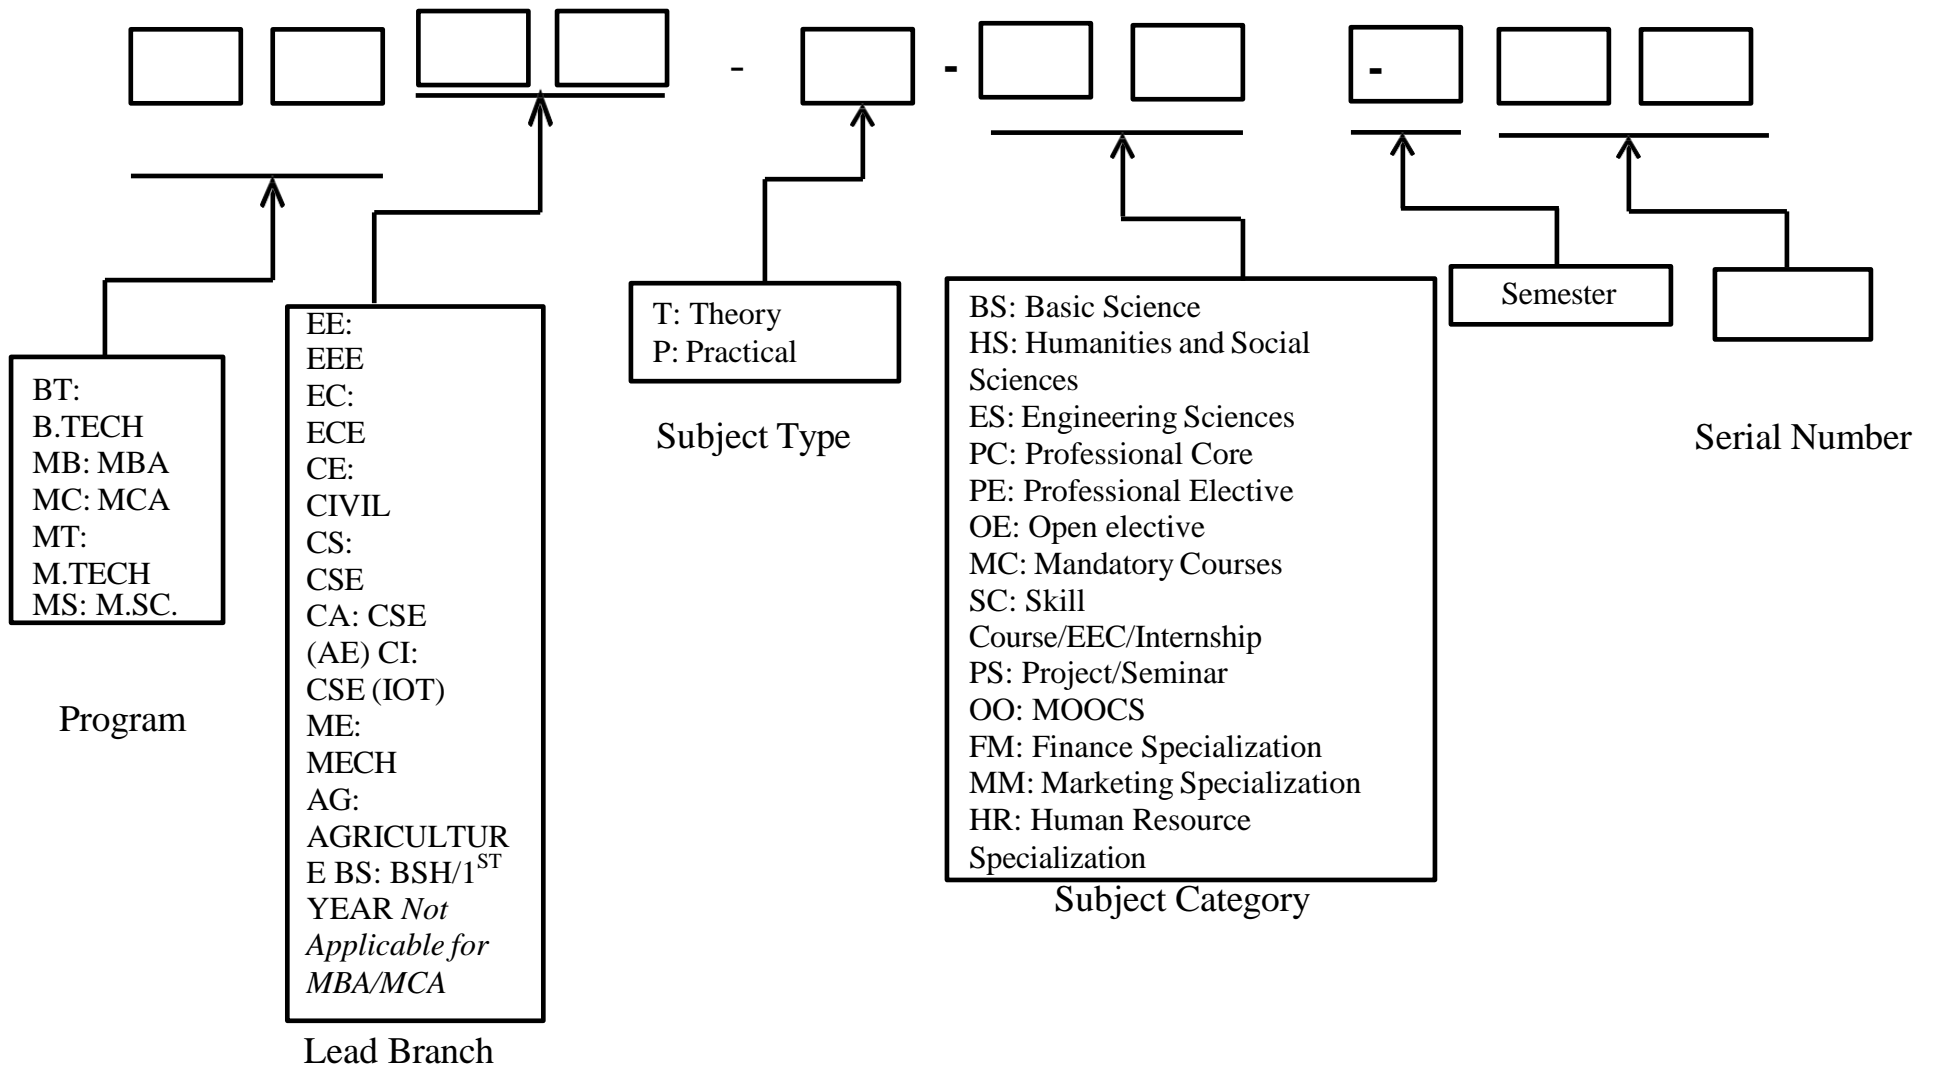 -
-
-
BT:
B.TECH
MB: MBA
MC: MCA
MT:
M.TECH
MS: M.SC.
Program
EE:
EEE
EC:
ECE
CE:
CIVIL
CS:
CSE
CA: CSE
(AE) CI:
CSE (IOT)
ME:
MECH
AG:
AGRICULTUR
E BS: BSH/1ST
YEAR Not
Applicable for
MBA/MCA
Lead Branch
T: Theory
P: Practical
Subject Type
BS: Basic Science
HS: Humanities and Social
Sciences
ES: Engineering Sciences
PC: Professional Core
PE: Professional Elective
OE: Open elective
MC: Mandatory Courses
SC: Skill
Course/EEC/Internship
PS: Project/Seminar
OO: MOOCS
FM: Finance Specialization
MM: Marketing Specialization
HR: Human Resource
Specialization
Subject Category
Semester
Serial Number